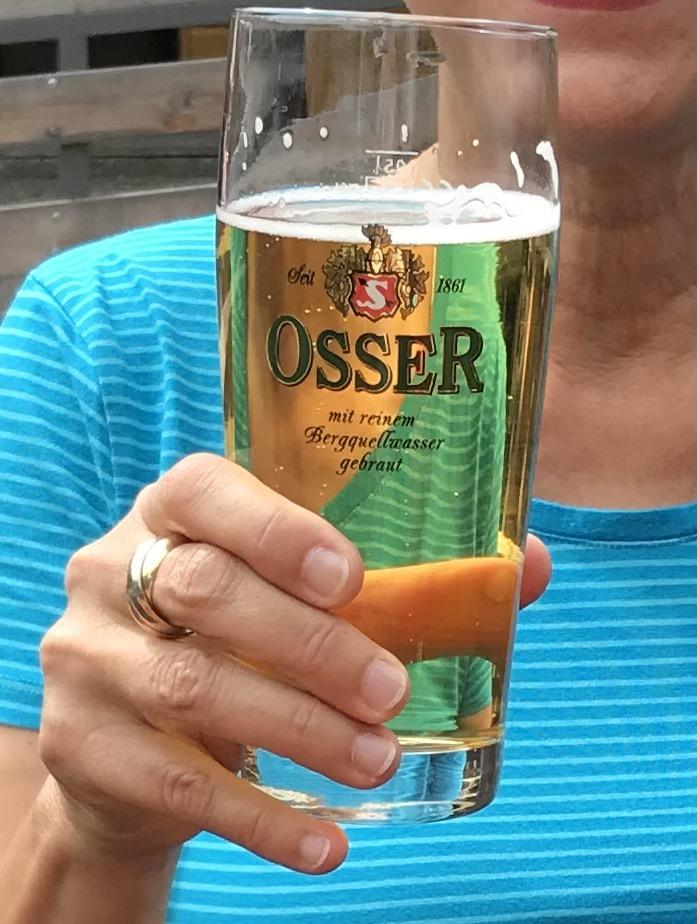 Seit 1861
S
OSSER
mit reinem
Bergquellwasser
gebraut